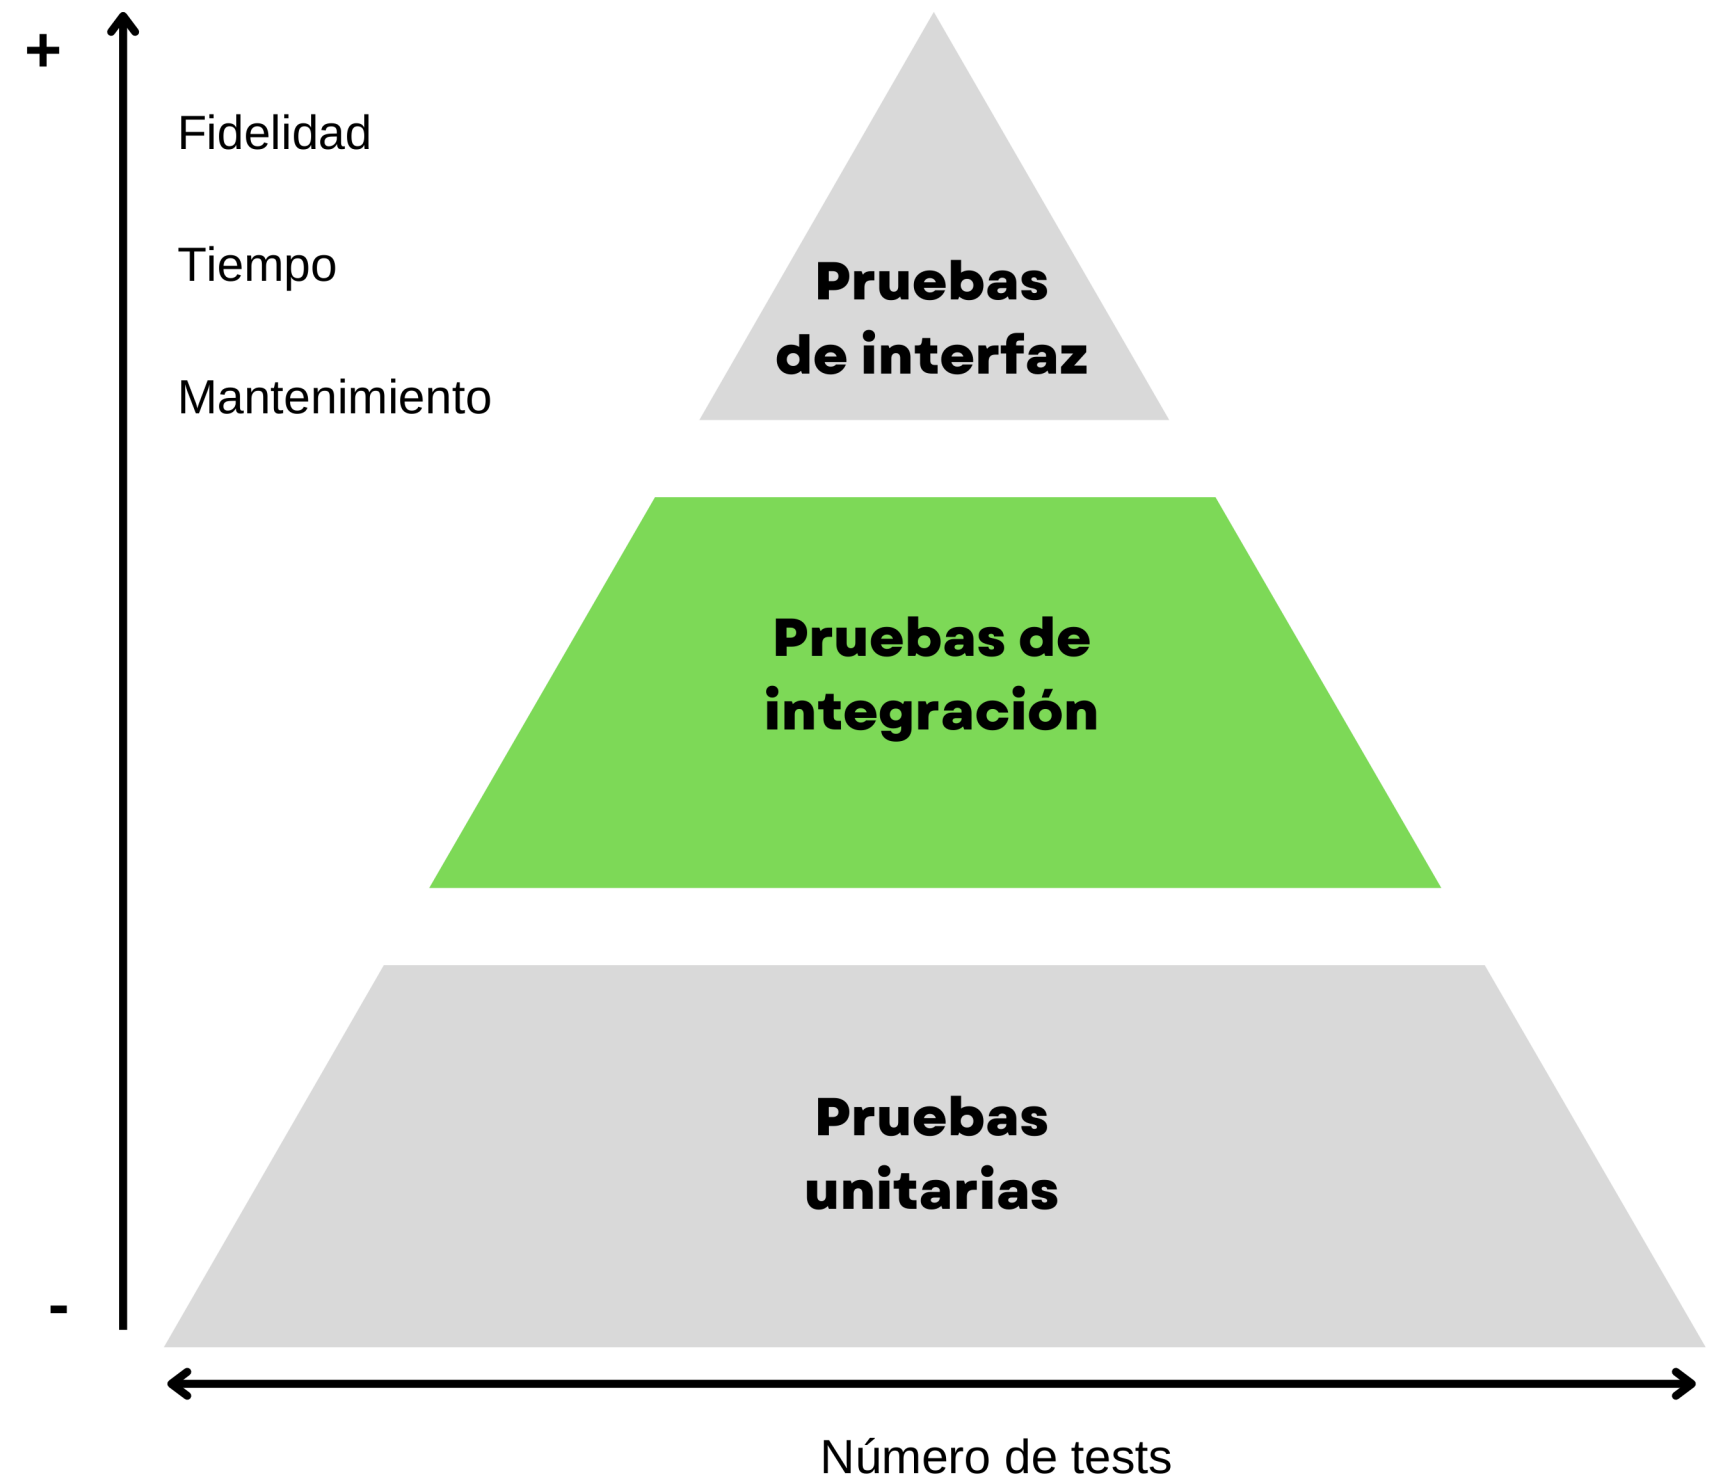 +
Fidelidad
Tiempo
Mantenimiento
Pruebas
de interfaz
Pruebas de
integración
Pruebas
unitarias
-
Número de tests